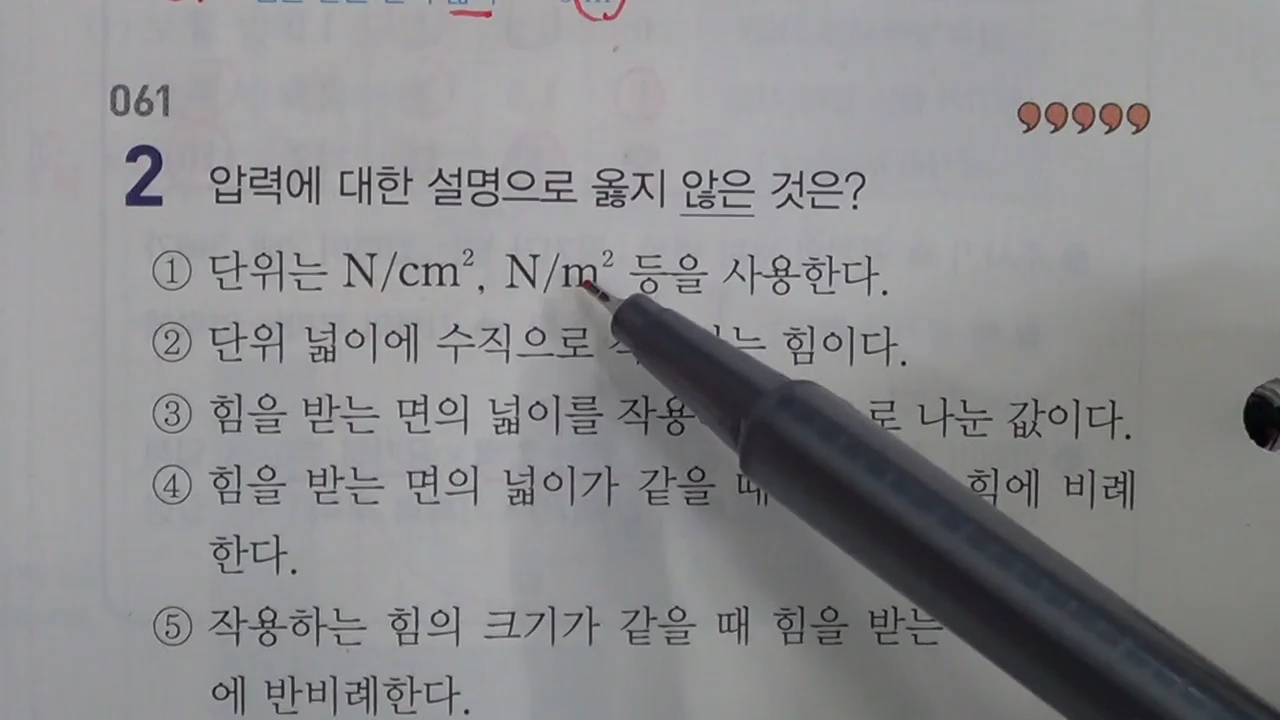 061
2 압력에 대한 설명으로 옳지 않은 것은?
① 단위는 N/cm², N/m² 등을 사용한다.
② 단위 넓이에 수직으로 힘이다.
③ 힘을 받는 면의 넓이를 작용 로 나눈 값이다.
④ 힘을 받는 면의 넓이가 같을 때 힘에 비례
한다.
⑤ 작용하는 힘의 크기가 같을 때 힘을 받는
에 반비례한다.